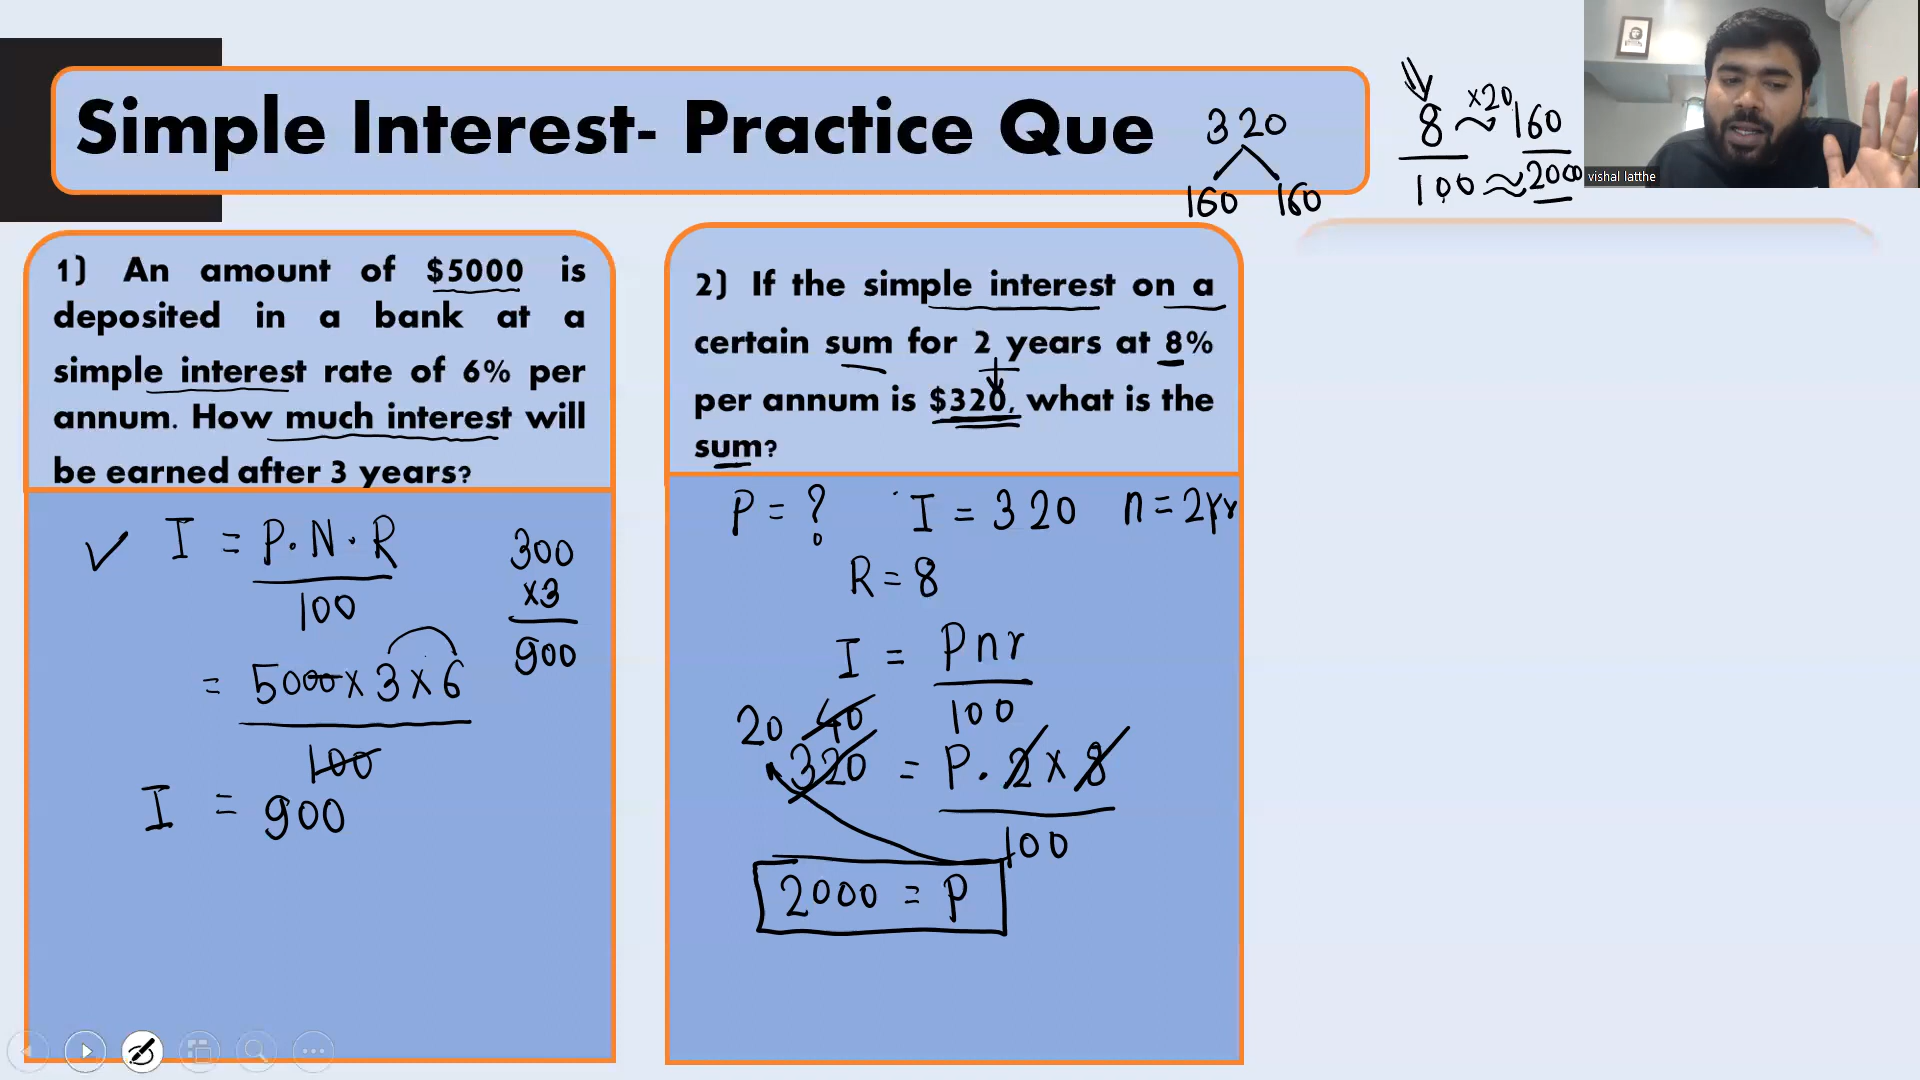 Simple Interest- Practice Que
320
160 160
8 ×20 160
100 2000
vishal latthe
1) An amount of $5000 is
deposited in a bank at a
simple interest rate of 6% per
annum. How much interest will
be earned after 3 years?
I = P.N.R
100
300
×3
900
= 5000 × 3 × 6
100
I = 900
2) If the simple interest on a
certain sum for 2 years at 8%
per annum is $320, what is the
sum?
P = ? I = 320 n = 2yr
R = 8
I = Pnr
100
20 40
320 = P. 2 × 8
100
2000 = P